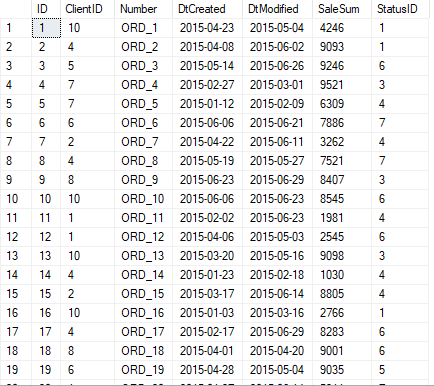 ID ClientID Number DtCreated DtModified SaleSum StatusID
1 1 10 ORD_1 2015-04-23 2015-05-04 4246 1
2 2 4 ORD_2 2015-04-08 2015-06-02 9093 1
3 3 5 ORD_3 2015-05-14 2015-06-26 9246 6
4 4 7 ORD_4 2015-02-27 2015-03-01 9521 3
5 5 7 ORD_5 2015-01-12 2015-02-09 6309 4
6 6 6 ORD_6 2015-06-06 2015-06-21 7886 7
7 7 2 ORD_7 2015-04-22 2015-06-11 3262 4
8 8 4 ORD_8 2015-05-19 2015-05-27 7521 7
9 9 8 ORD_9 2015-06-23 2015-06-29 8407 3
10 10 10 ORD_10 2015-06-06 2015-06-23 8545 6
11 11 1 ORD_11 2015-02-02 2015-06-23 1981 4
12 12 1 ORD_12 2015-04-06 2015-05-03 2545 6
13 13 10 ORD_13 2015-03-20 2015-05-16 9098 3
14 14 4 ORD_14 2015-01-23 2015-02-18 1030 4
15 15 2 ORD_15 2015-03-17 2015-06-14 8805 4
16 16 10 ORD_16 2015-01-03 2015-03-16 2766 1
17 17 4 ORD_17 2015-02-17 2015-06-29 8283 6
18 18 8 ORD_18 2015-04-01 2015-04-20 9001 6
19 19 6 ORD_19 2015-04-28 2015-05-04 9035 5